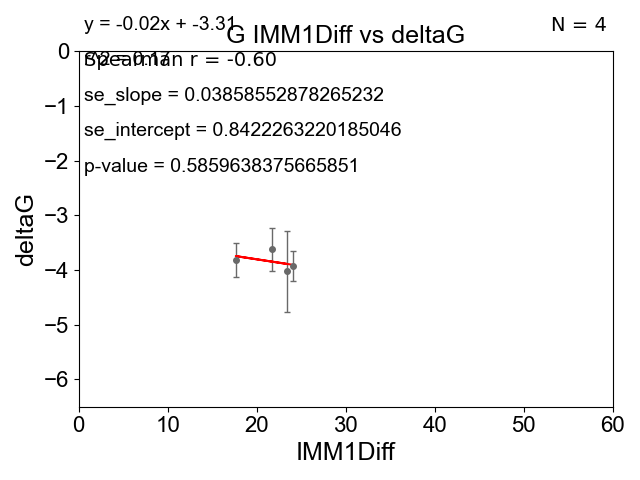 y = -0.02x + -3.31
N = 4
G IMM1Diff vs deltaG
Spearman r = -0.60
se_slope = 0.03858552878265232
se_intercept = 0.8422263220185046
p-value = 0.5859638375665851
deltaG
0
−1
−2
−3
−4
−5
−6
0 10 20 30 40 50 60
IMM1Diff